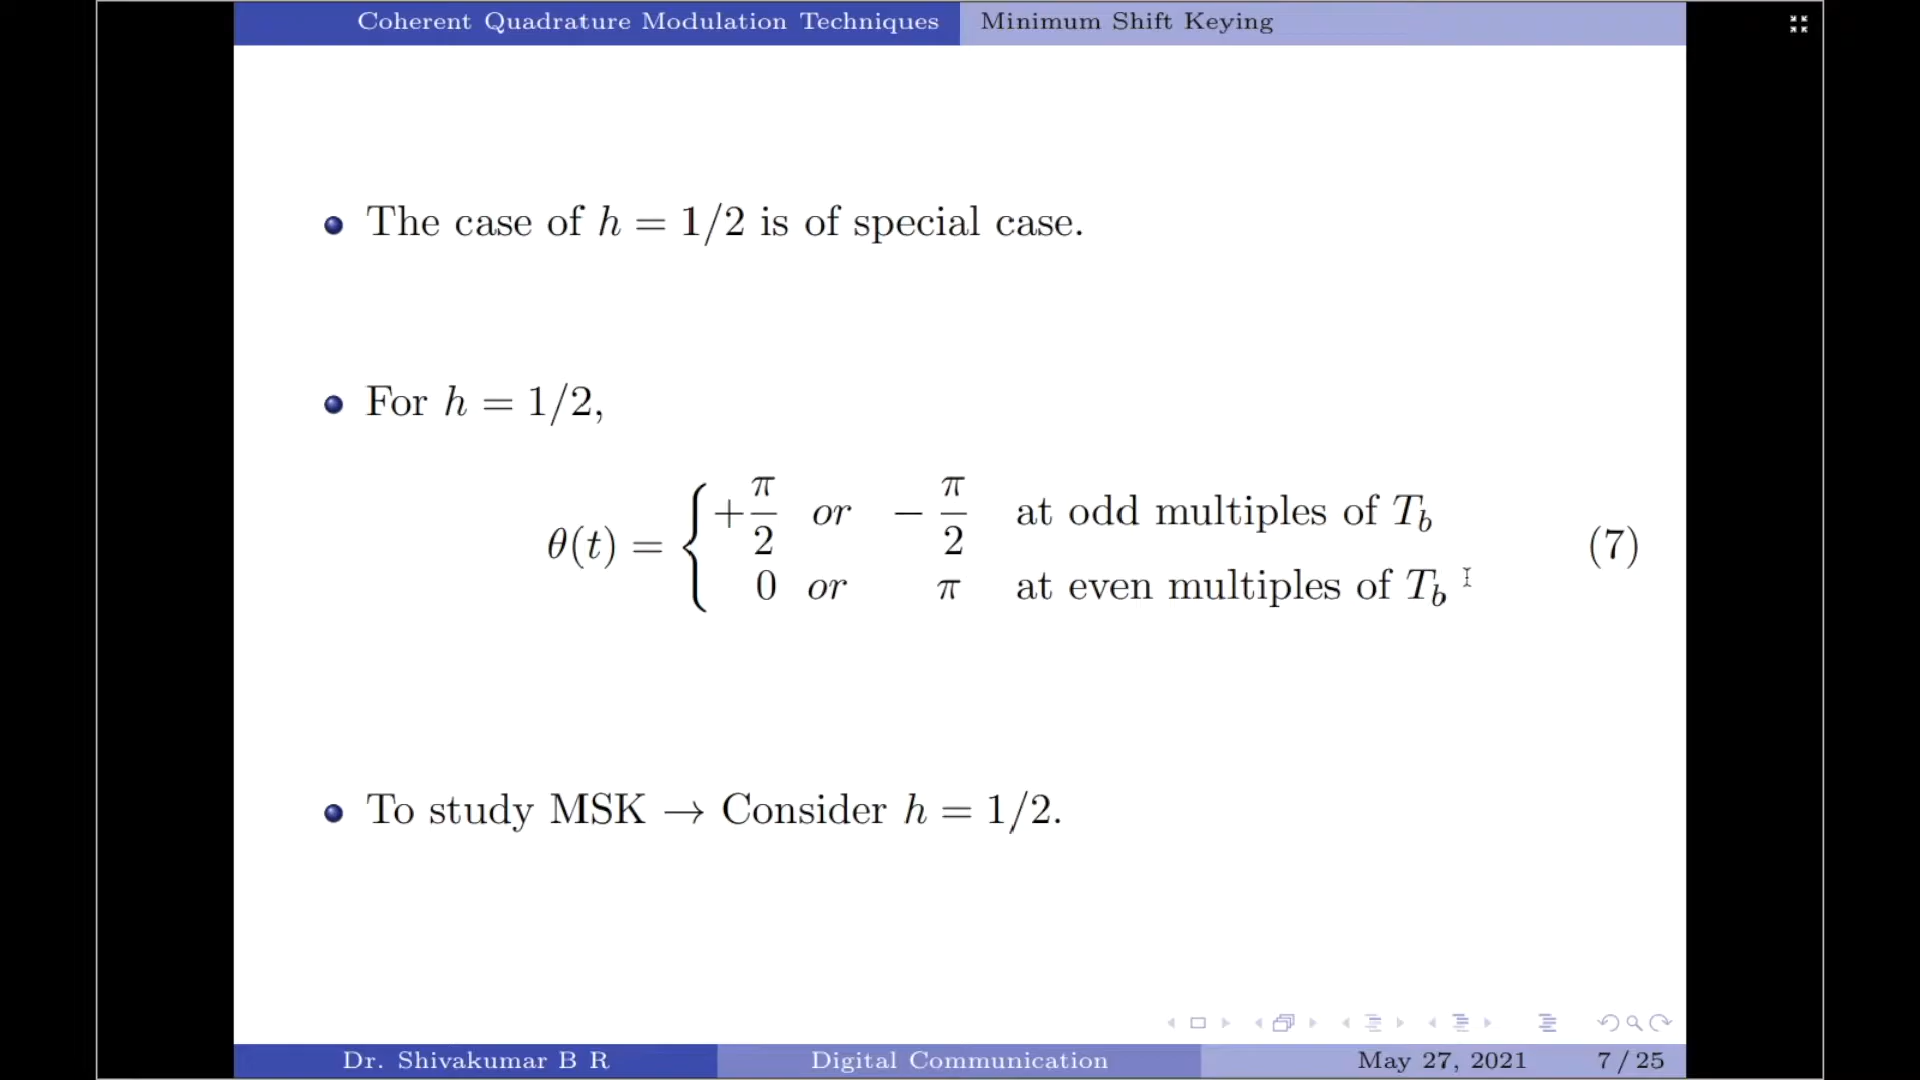 Coherent Quadrature Modulation Techniques Minimum Shift Keying
The case of h = 1/2 is of special case.
For h = 1/2,
θ(t) = { +π/2 or − π/2 at odd multiples of T_b
0 or π at even multiples of T_b (7)
To study MSK → Consider h = 1/2.
Dr. Shivakumar B R Digital Communication May 27, 2021 7 / 25